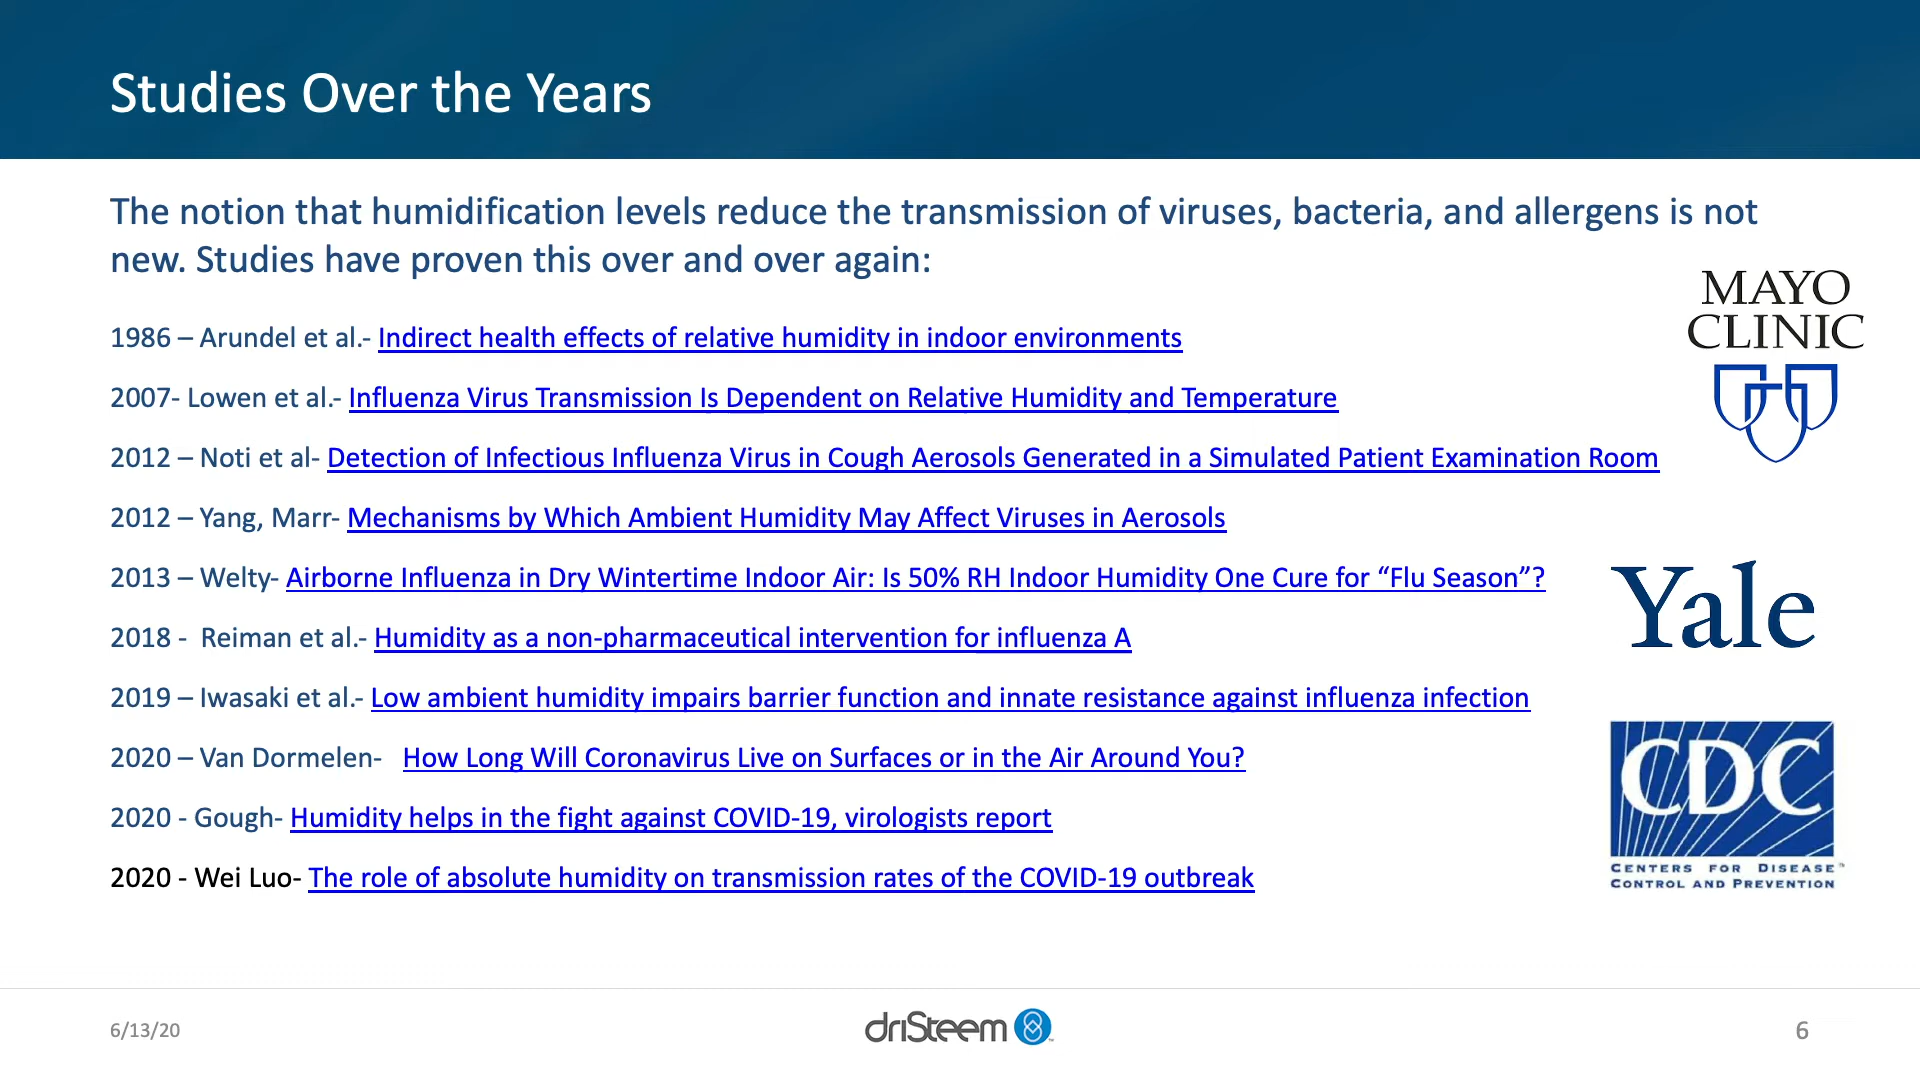 Studies Over the Years
The notion that humidification levels reduce the transmission of viruses, bacteria, and allergens is not
new. Studies have proven this over and over again:
1986 – Arundel et al.- Indirect health effects of relative humidity in indoor environments
2007- Lowen et al.- Influenza Virus Transmission Is Dependent on Relative Humidity and Temperature
2012 – Noti et al- Detection of Infectious Influenza Virus in Cough Aerosols Generated in a Simulated Patient Examination Room
2012 – Yang, Marr- Mechanisms by Which Ambient Humidity May Affect Viruses in Aerosols
2013 – Welty- Airborne Influenza in Dry Wintertime Indoor Air: Is 50% RH Indoor Humidity One Cure for “Flu Season”?
2018 -  Reiman et al.- Humidity as a non-pharmaceutical intervention for influenza A
2019 – Iwasaki et al.- Low ambient humidity impairs barrier function and innate resistance against influenza infection
2020 – Van Dormelen-   How Long Will Coronavirus Live on Surfaces or in the Air Around You?
2020 - Gough- Humidity helps in the fight against COVID-19, virologists report
2020 - Wei Luo- The role of absolute humidity on transmission rates of the COVID-19 outbreak
MAYO
CLINIC
Yale
CDC
CENTERS FOR DISEASE™
CONTROL AND PREVENTION
6/13/20
driSteem™
6